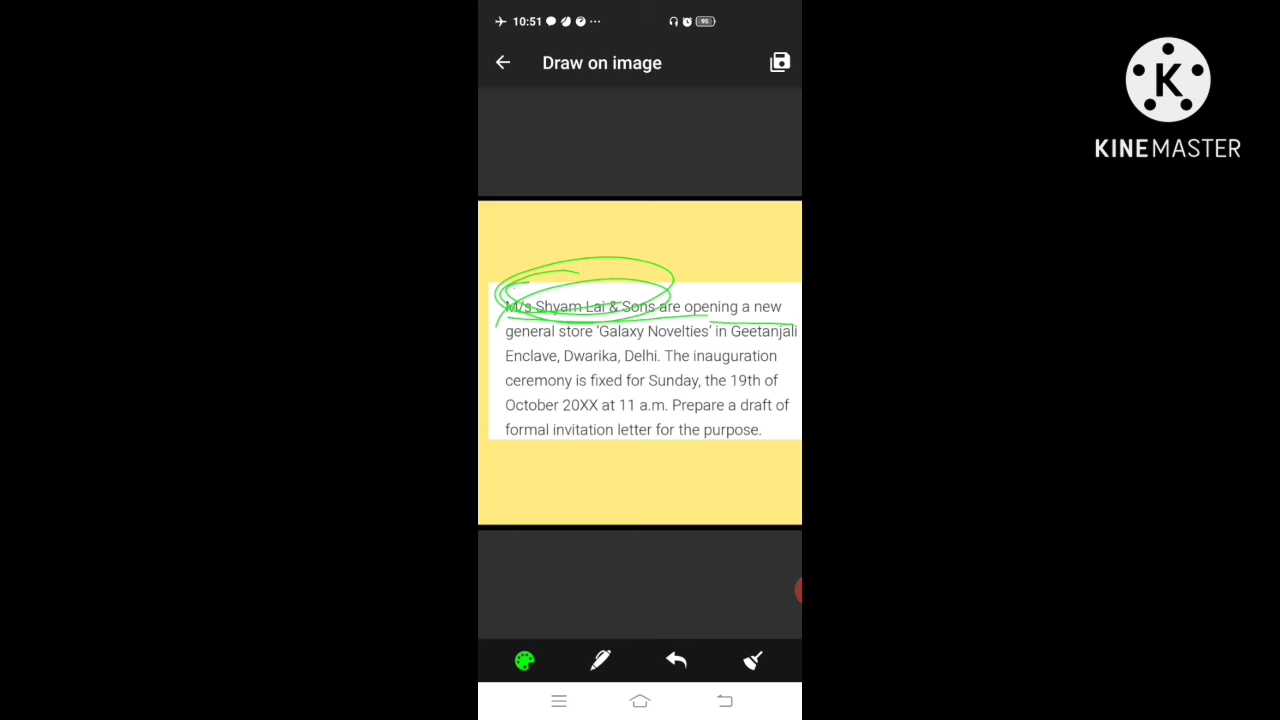 10:51
95
Draw on image
K
KINEMASTER
M/s Shyam Lai & Sons are opening a new
general store ‘Galaxy Novelties’ in Geetanjali
Enclave, Dwarika, Delhi. The inauguration
ceremony is fixed for Sunday, the 19th of
October 20XX at 11 a.m. Prepare a draft of
formal invitation letter for the purpose.